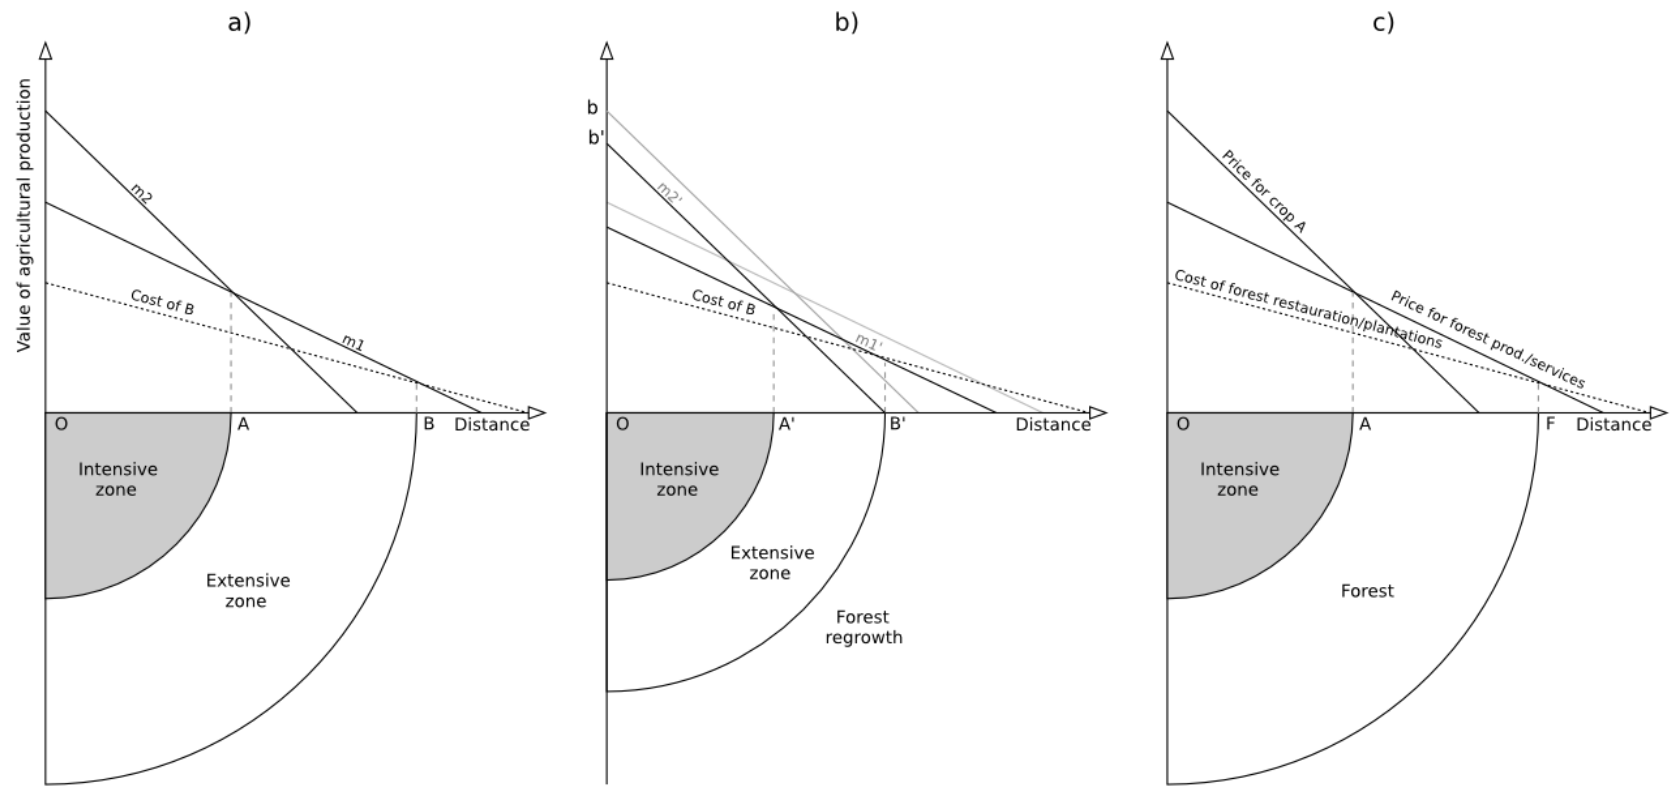 a)
Value of agricultural production
m2
Cost of B
m1
O
A
B
Distance
Intensive
zone
Extensive
zone
b)
b
b'
m2'
Cost of B
m1'
O
A'
B'
Distance
Intensive
zone
Extensive
zone
Forest
regrowth
c)
Price for crop A
Cost of forest restauration/plantations
Price for forest prod./services
O
A
F
Distance
Intensive
zone
Forest